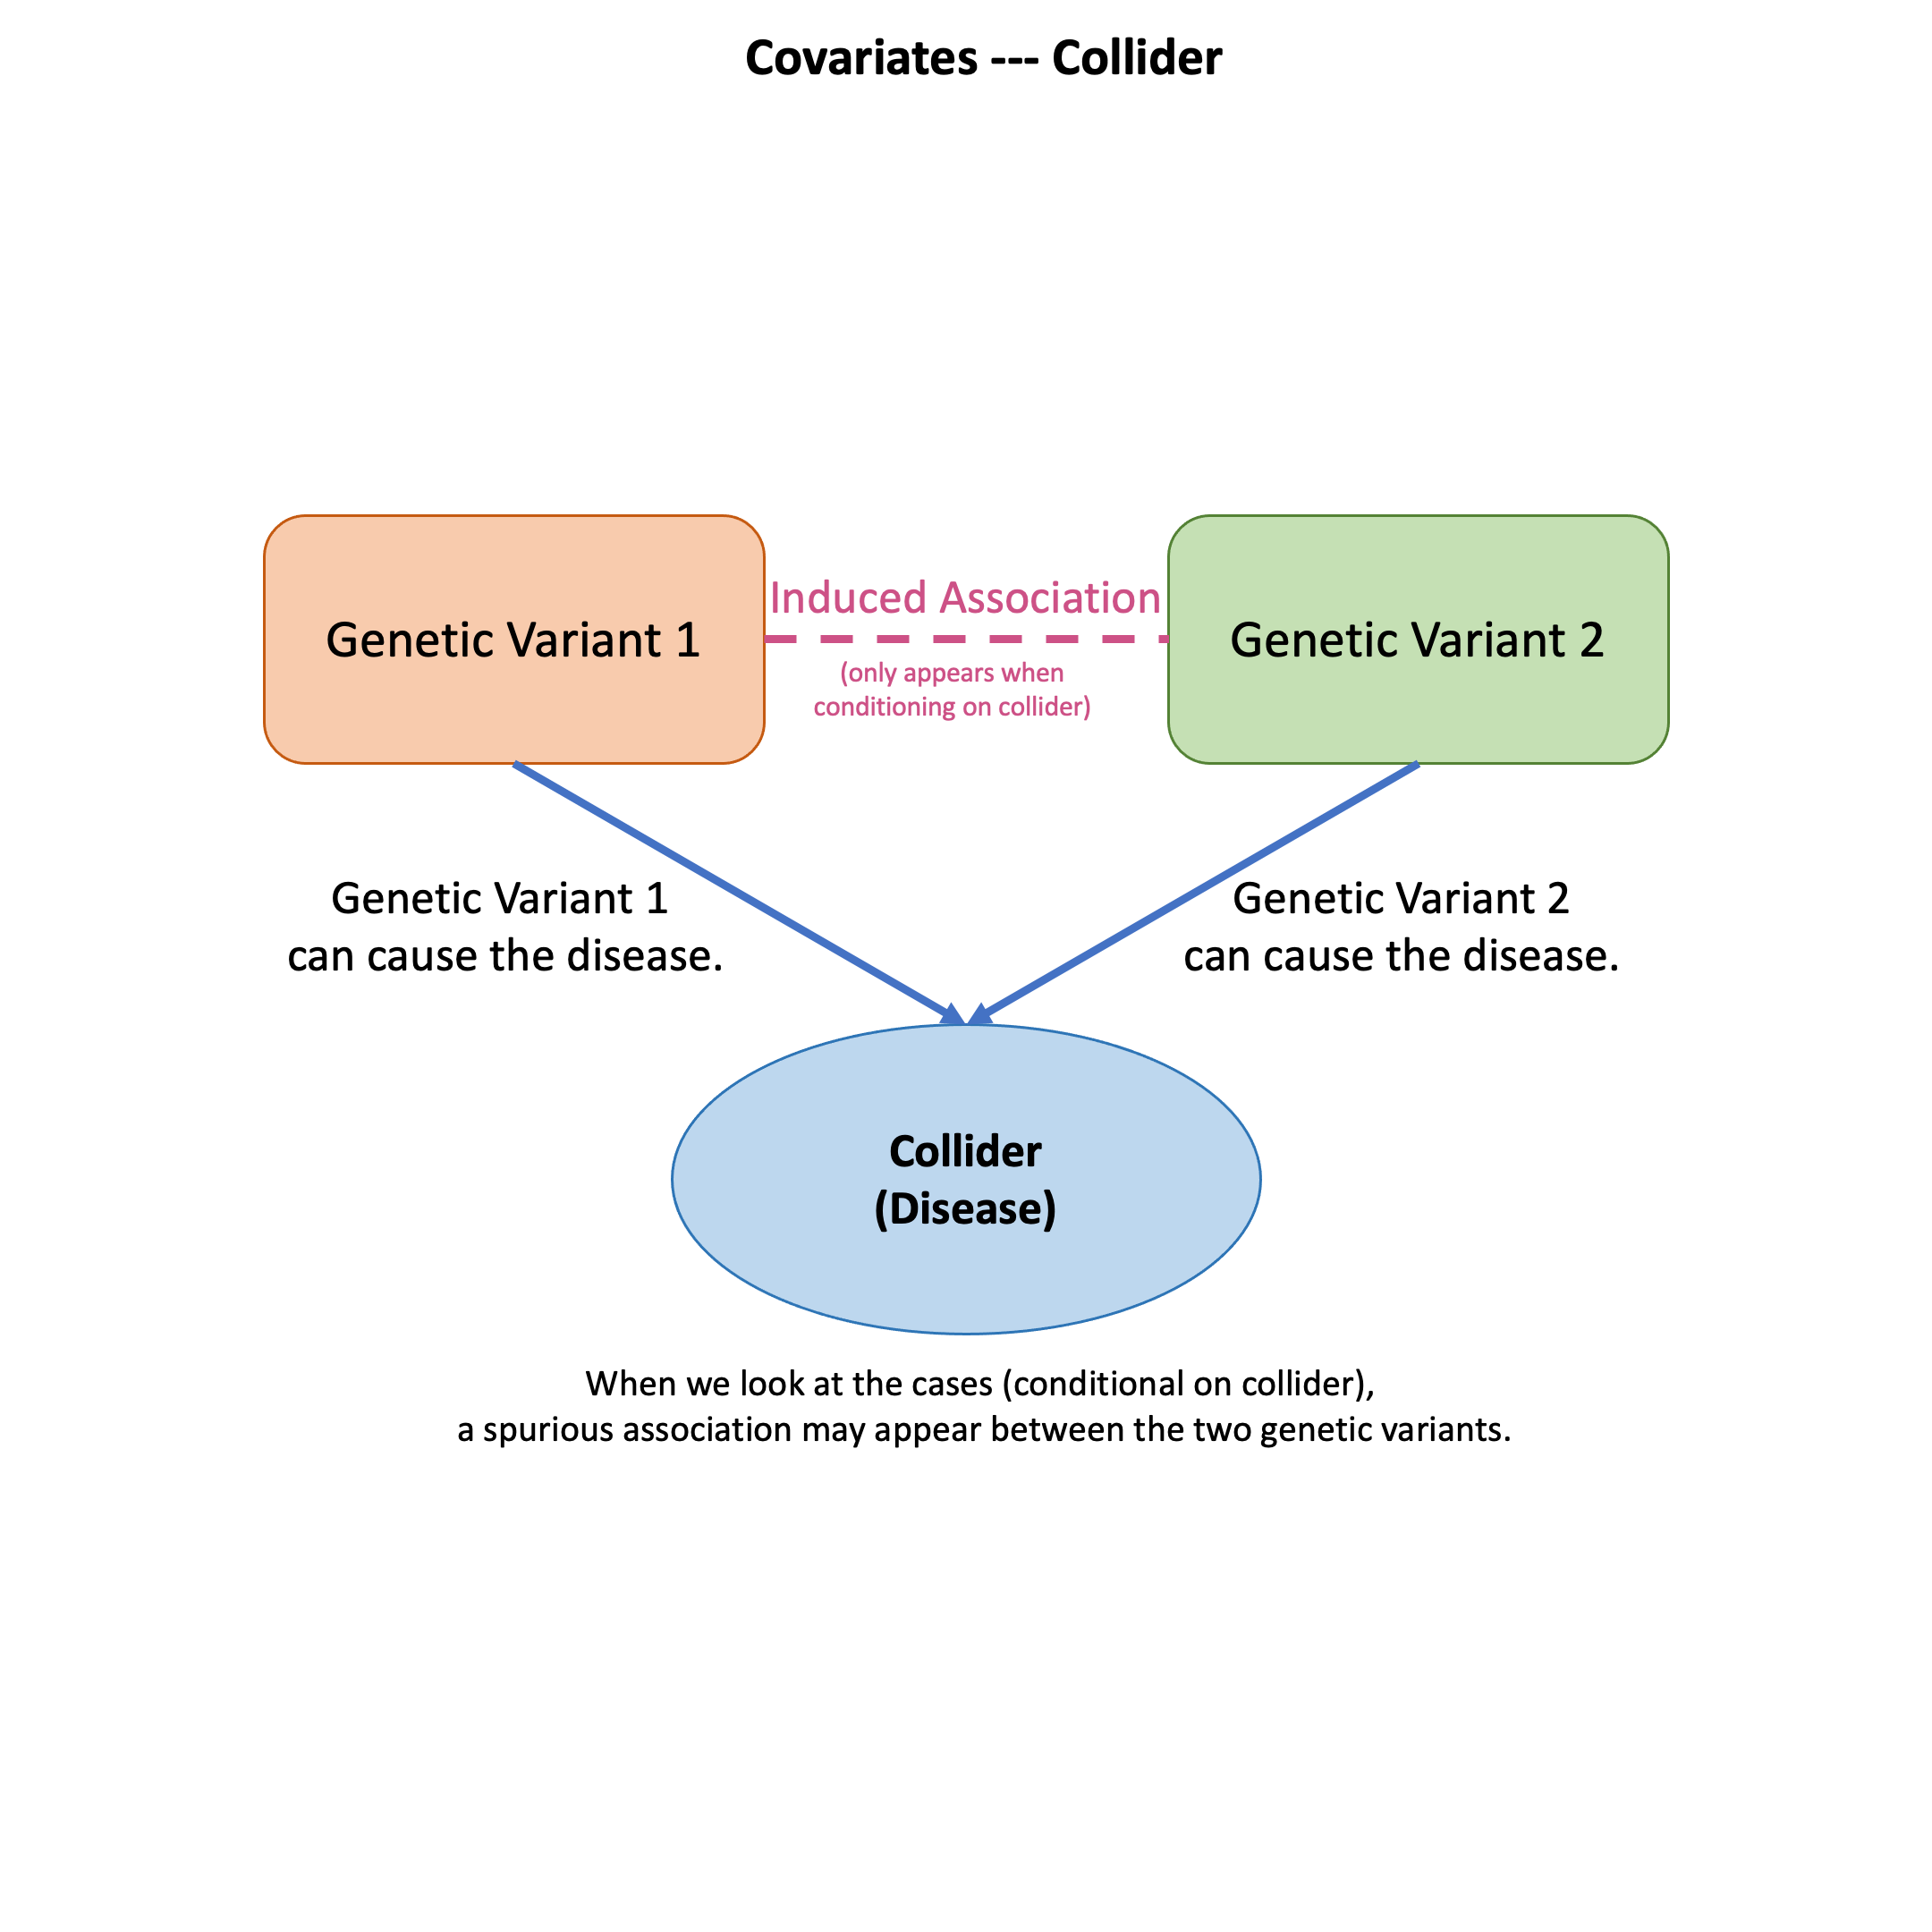 Covariates --- Collider
Genetic Variant 1
Induced Association
(only appears when
conditioning on collider)
Genetic Variant 2
Genetic Variant 1
can cause the disease.
Genetic Variant 2
can cause the disease.
Collider
(Disease)
When we look at the cases (conditional on collider),
a spurious association may appear between the two genetic variants.